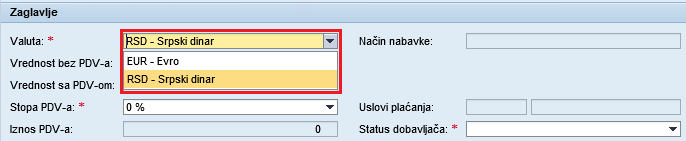 Zaglavlje
Valuta: * RSD - Srpski dinar Način nabavke:
Vrednost bez PDV-a: EUR - Evro
Vrednost sa PDV-om: RSD - Srpski dinar
Stopa PDV-a: * 0 % Uslovi plaćanja:
Iznos PDV-a: 0 Status dobavljača: *